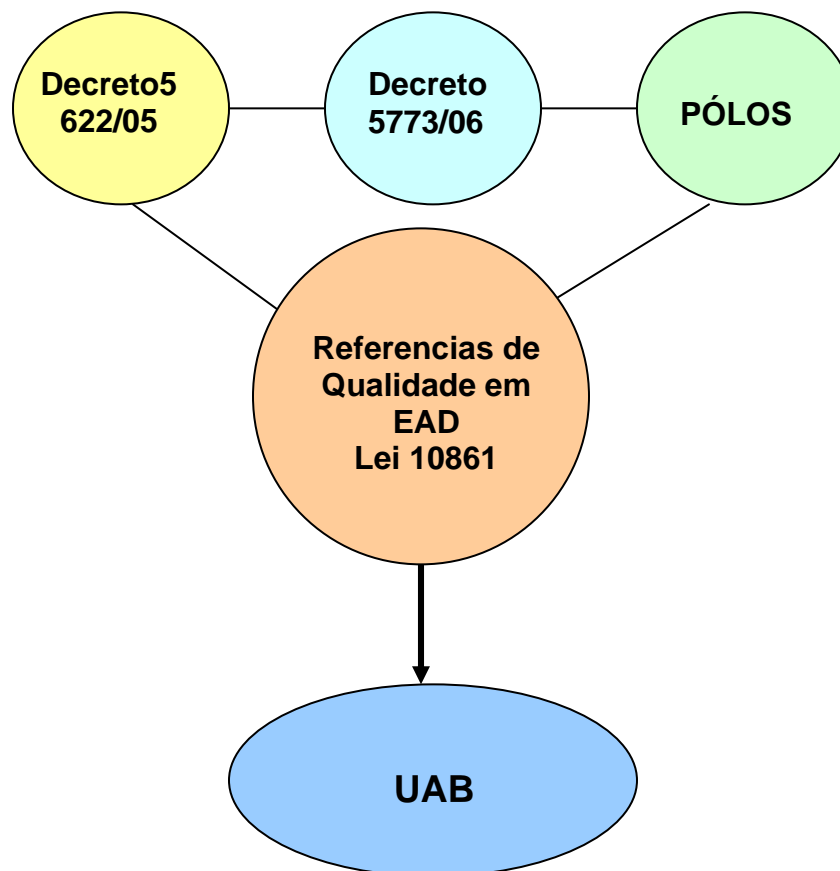 Decreto5
622/05
Decreto
5773/06
PÓLOS
Referencias de
Qualidade em
EAD
Lei 10861
UAB